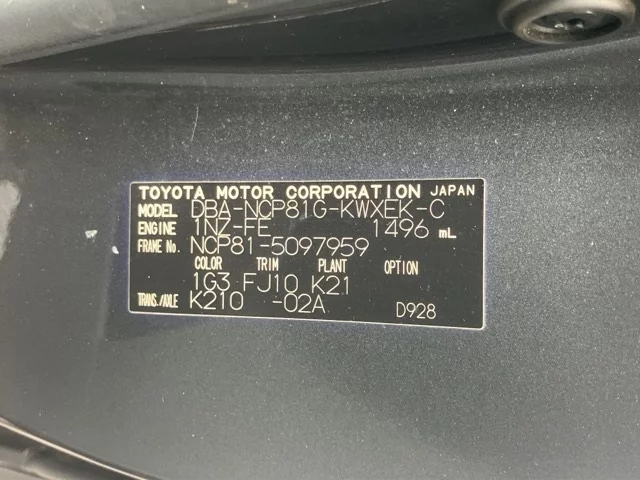 TOYOTA MOTOR CORPORATION JAPAN
MODEL DBA-NCP81G-KWXEK-C
ENGINE 1NZ-FE 1496 mL
FRAME No. NCP81-5097959
COLOR TRIM PLANT OPTION
1G3 FJ10 K21
TRANS./AXLE K210 -02A D928